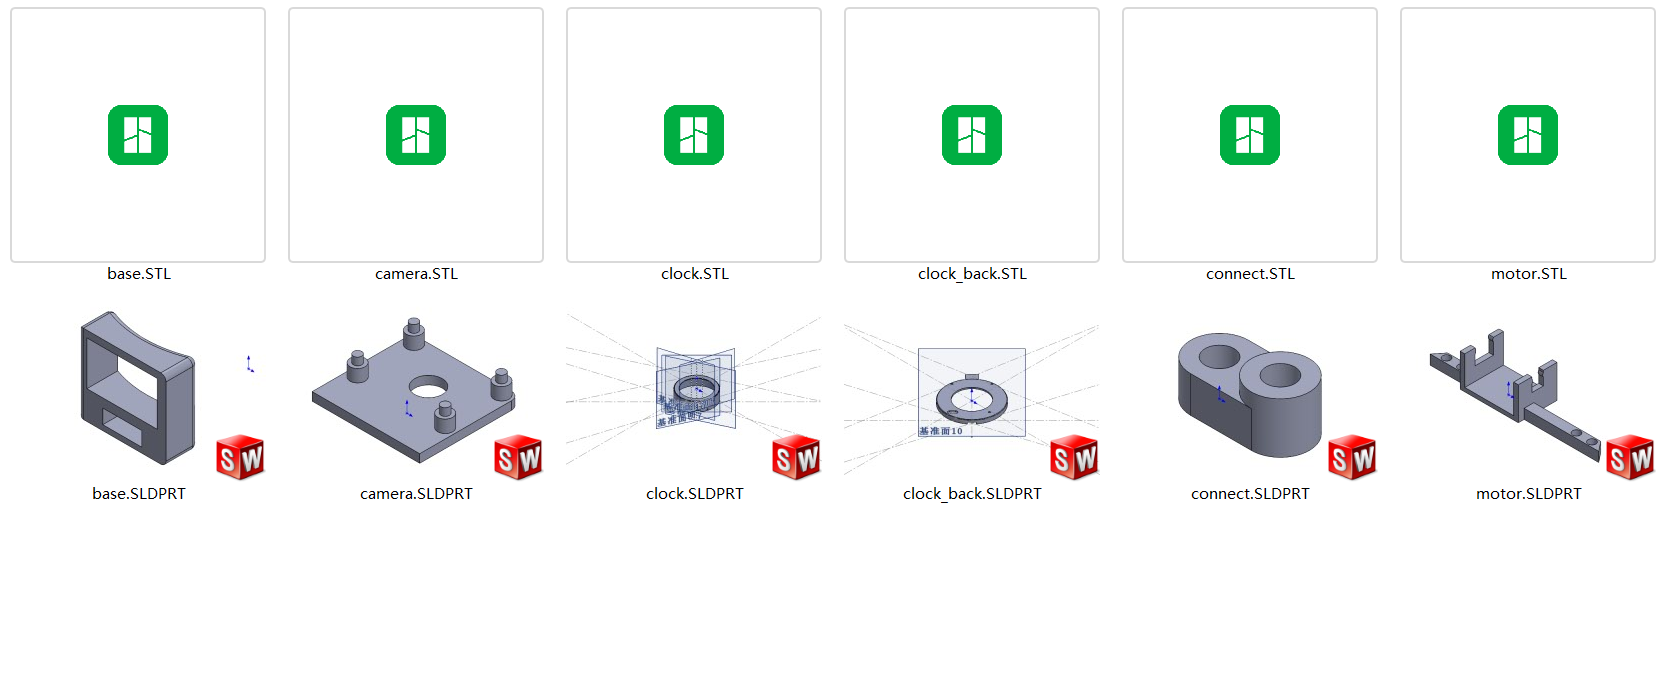 base.STL
camera.STL
clock.STL
clock_back.STL
connect.STL
motor.STL
基准面10
SW
SW
SW
SW
SW
SW
base.SLDPRT
camera.SLDPRT
clock.SLDPRT
clock_back.SLDPRT
connect.SLDPRT
motor.SLDPRT